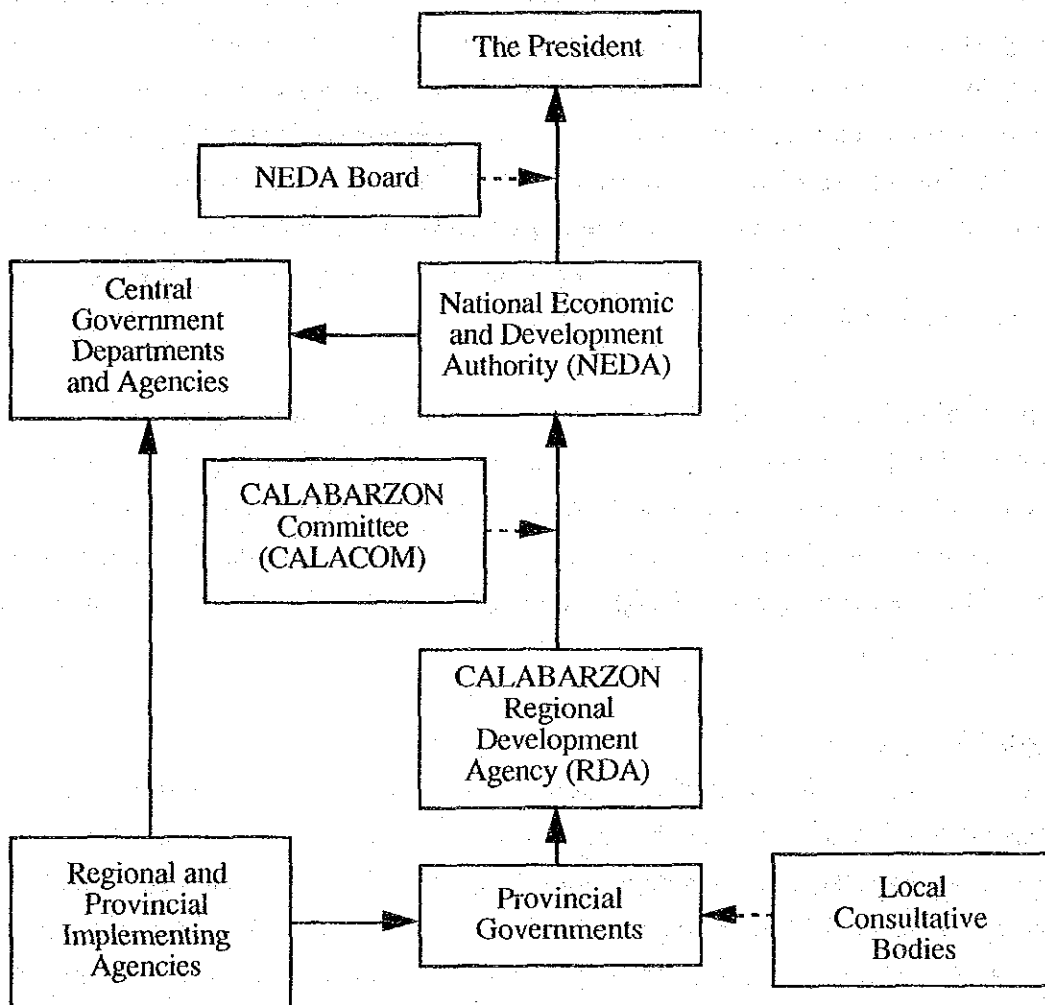 The President
NEDA Board
Central
Government
Departments
and Agencies
National Economic
and Development
Authority (NEDA)
CALABARZON
Committee
(CALACOM)
CALABARZON
Regional
Development
Agency (RDA)
Regional and
Provincial
Implementing
Agencies
Provincial
Governments
Local
Consultative
Bodies